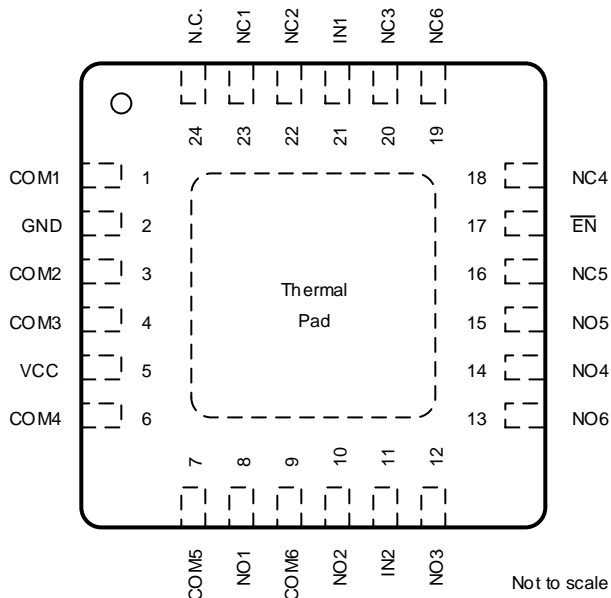 N.C.
NC1
NC2
IN1
NC3
NC6
24
23
22
21
20
19
COM1 1
GND 2
COM2 3
COM3 4
VCC 5
COM4 6
Thermal
Pad
18 NC4
17 E̅N̅
16 NC5
15 NO5
14 NO4
13 NO6
7
8
9
10
11
12
COM5
NO1
COM6
NO2
IN2
NO3
Not to scale